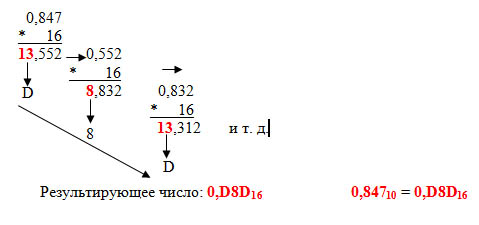 0,847
* 16
13,552
0,552
* 16
D
8,832
0,832
* 16
8
13,312
и т. д.
D
Результирующее число: 0,D8D16
0,84710 = 0,D8D16